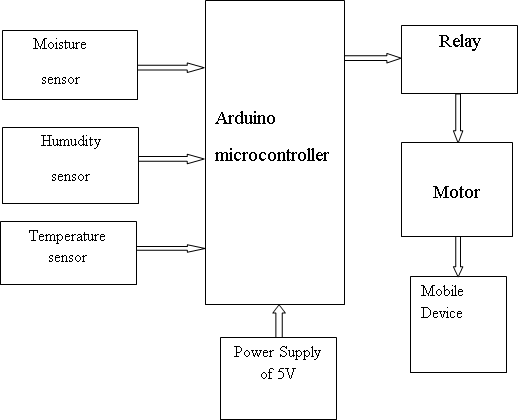 Moisture
sensor
Humudity
sensor
Temperature
sensor
Arduino
microcontroller
Power Supply
of 5V
Relay
Motor
Mobile
Device